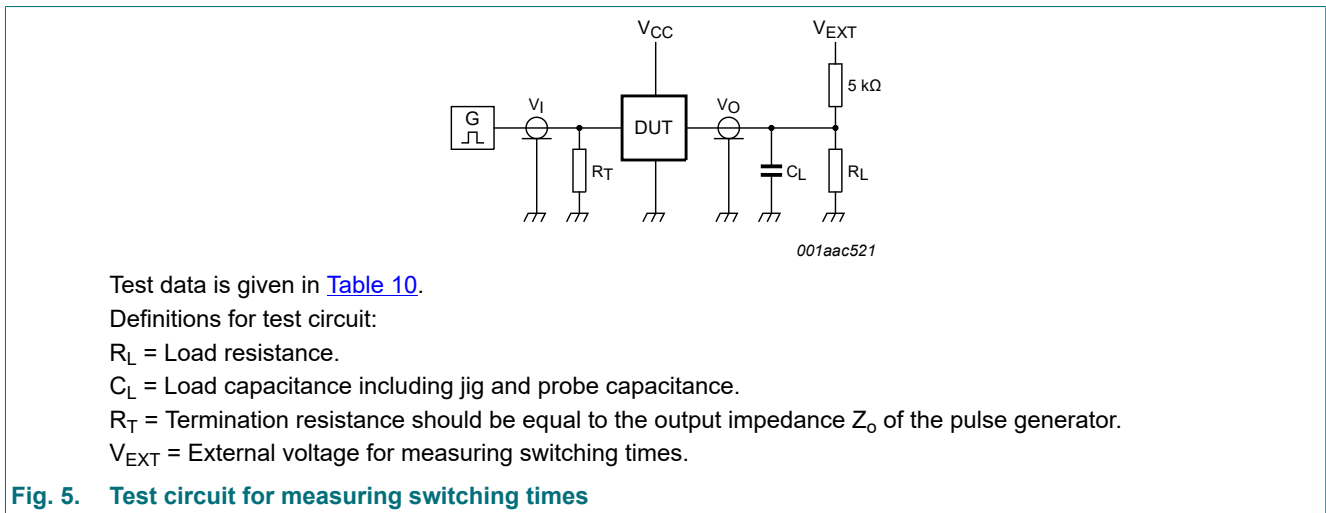 VCC
VEXT
5 kΩ
G
VI
DUT
VO
RT
CL
RL
001aac521
Test data is given in Table 10.
Definitions for test circuit:
RL = Load resistance.
CL = Load capacitance including jig and probe capacitance.
RT = Termination resistance should be equal to the output impedance Zo of the pulse generator.
VEXT = External voltage for measuring switching times.
Fig. 5. Test circuit for measuring switching times